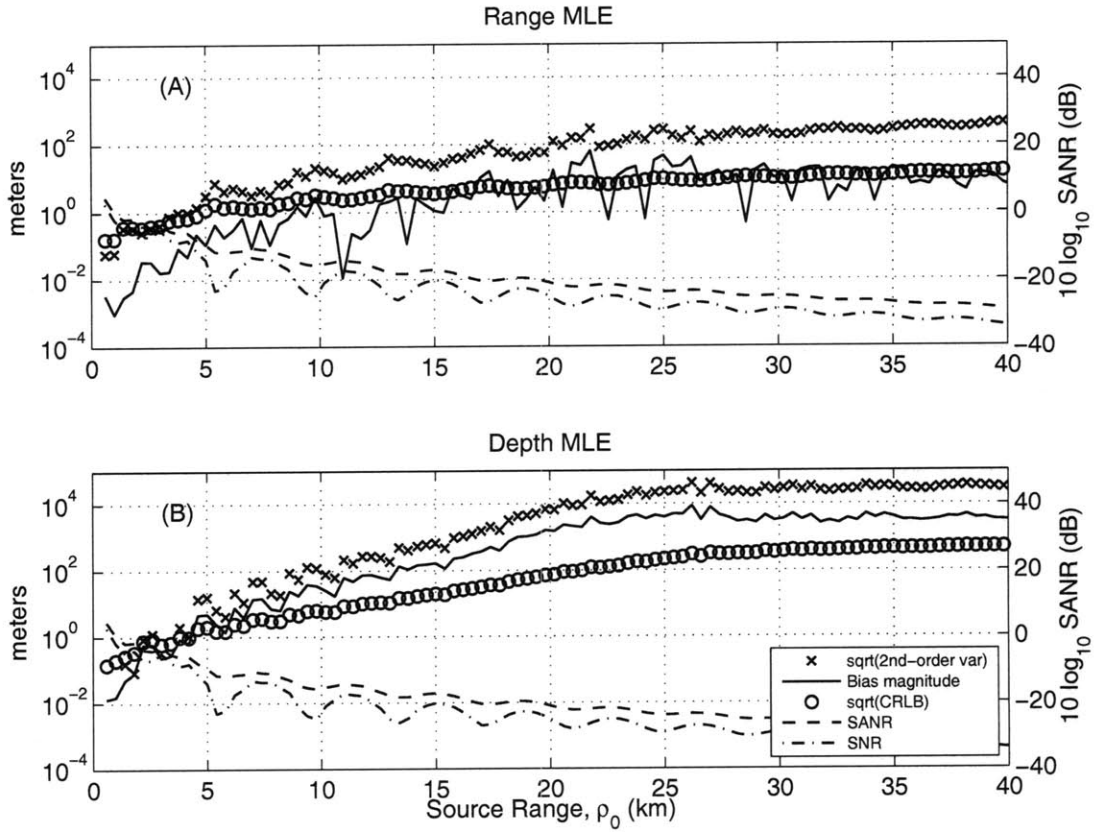 Range MLE
(A)
10^4
10^2
10^0
10^-2
10^-4
meters
40
20
0
−20
−40
10 log_10 SANR (dB)
0 5 10 15 20 25 30 35 40
Depth MLE
(B)
10^4
10^2
10^0
10^-2
10^-4
meters
40
20
0
−20
−40
10 log_10 SANR (dB)
sqrt(2nd-order var)
Bias magnitude
sqrt(CRLB)
SANR
SNR
0 5 10 15 20 25 30 35 40
Source Range, ρ_0 (km)